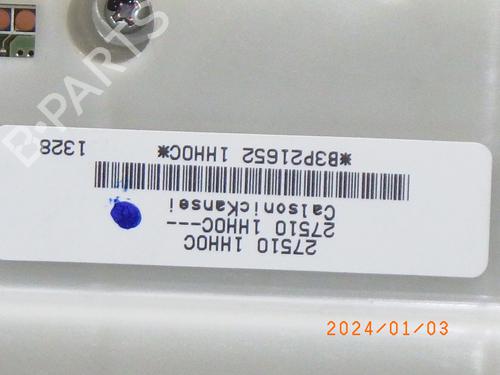 27510 1HH0C
27510 1HH0C---
CalsonicKansei
*B3P21652 1HH0C*
1328
B-PARTS
2024/01/03